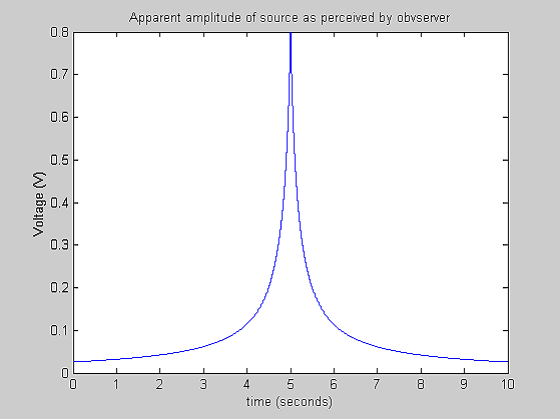 Apparent amplitude of source as perceived by obvserver
0.8
0.7
0.6
0.5
0.4
0.3
0.2
0.1
0
Voltage (V)
0 1 2 3 4 5 6 7 8 9 10
time (seconds)